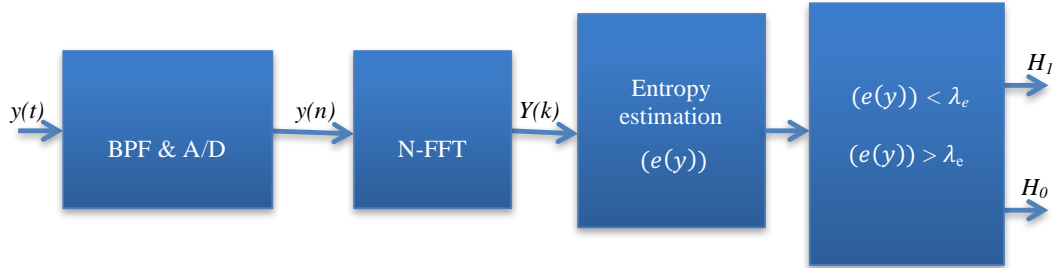 y(t)
BPF & A/D
y(n)
N-FFT
Y(k)
Entropy
estimation
(e(y))
(e(y)) < λₑ
(e(y)) > λₑ
H₁
H₀